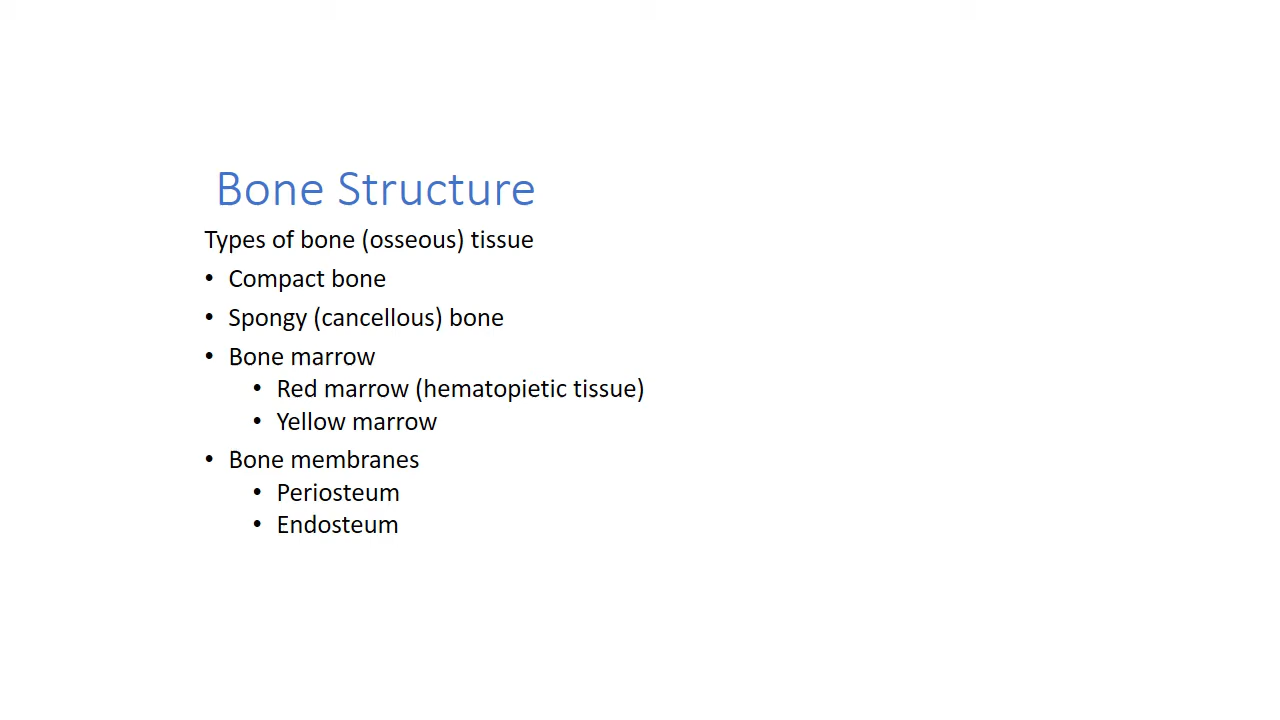 Bone Structure
Types of bone (osseous) tissue
• Compact bone
• Spongy (cancellous) bone
• Bone marrow
• Red marrow (hematopietic tissue)
• Yellow marrow
• Bone membranes
• Periosteum
• Endosteum